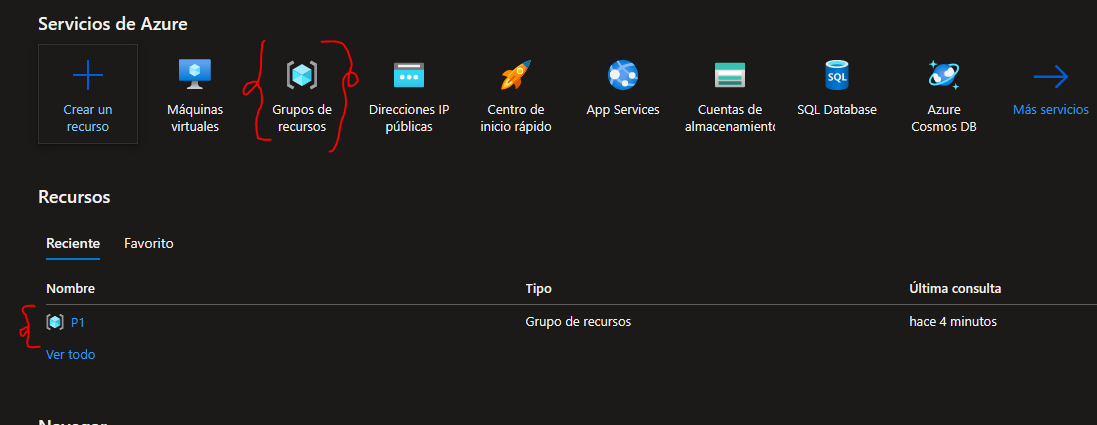 Servicios de Azure
Crear un
recurso
Máquinas
virtuales
Grupos de
recursos
Direcciones IP
públicas
Centro de
inicio rápido
App Services
Cuentas de
almacenamiento
SQL Database
Azure
Cosmos DB
Más servicios
SQL
Recursos
Reciente Favorito
Nombre Tipo Última consulta
P1 Grupo de recursos hace 4 minutos
Ver todo
Navegar